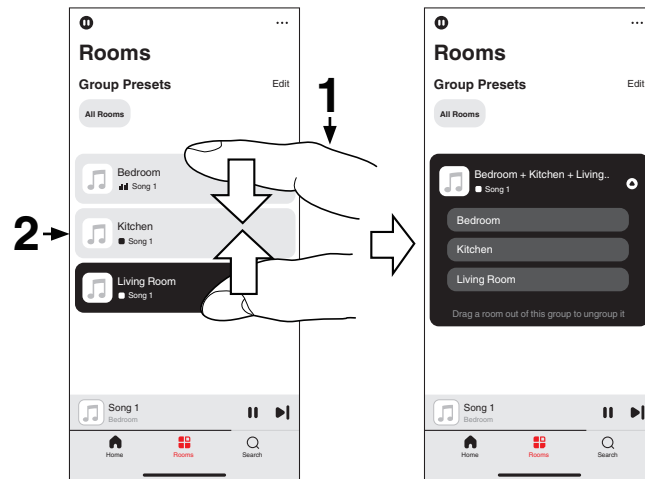 ...
Rooms
Group Presets Edit
All Rooms
1
Bedroom
Song 1
2
Kitchen
Song 1
Living Room
Song 1
Song 1
Bedroom
Home Rooms Search
...
Rooms
Group Presets Edit
All Rooms
Bedroom + Kitchen + Living..
Song 1
Bedroom
Kitchen
Living Room
Drag a room out of this group to ungroup it
Song 1
Bedroom
Home Rooms Search